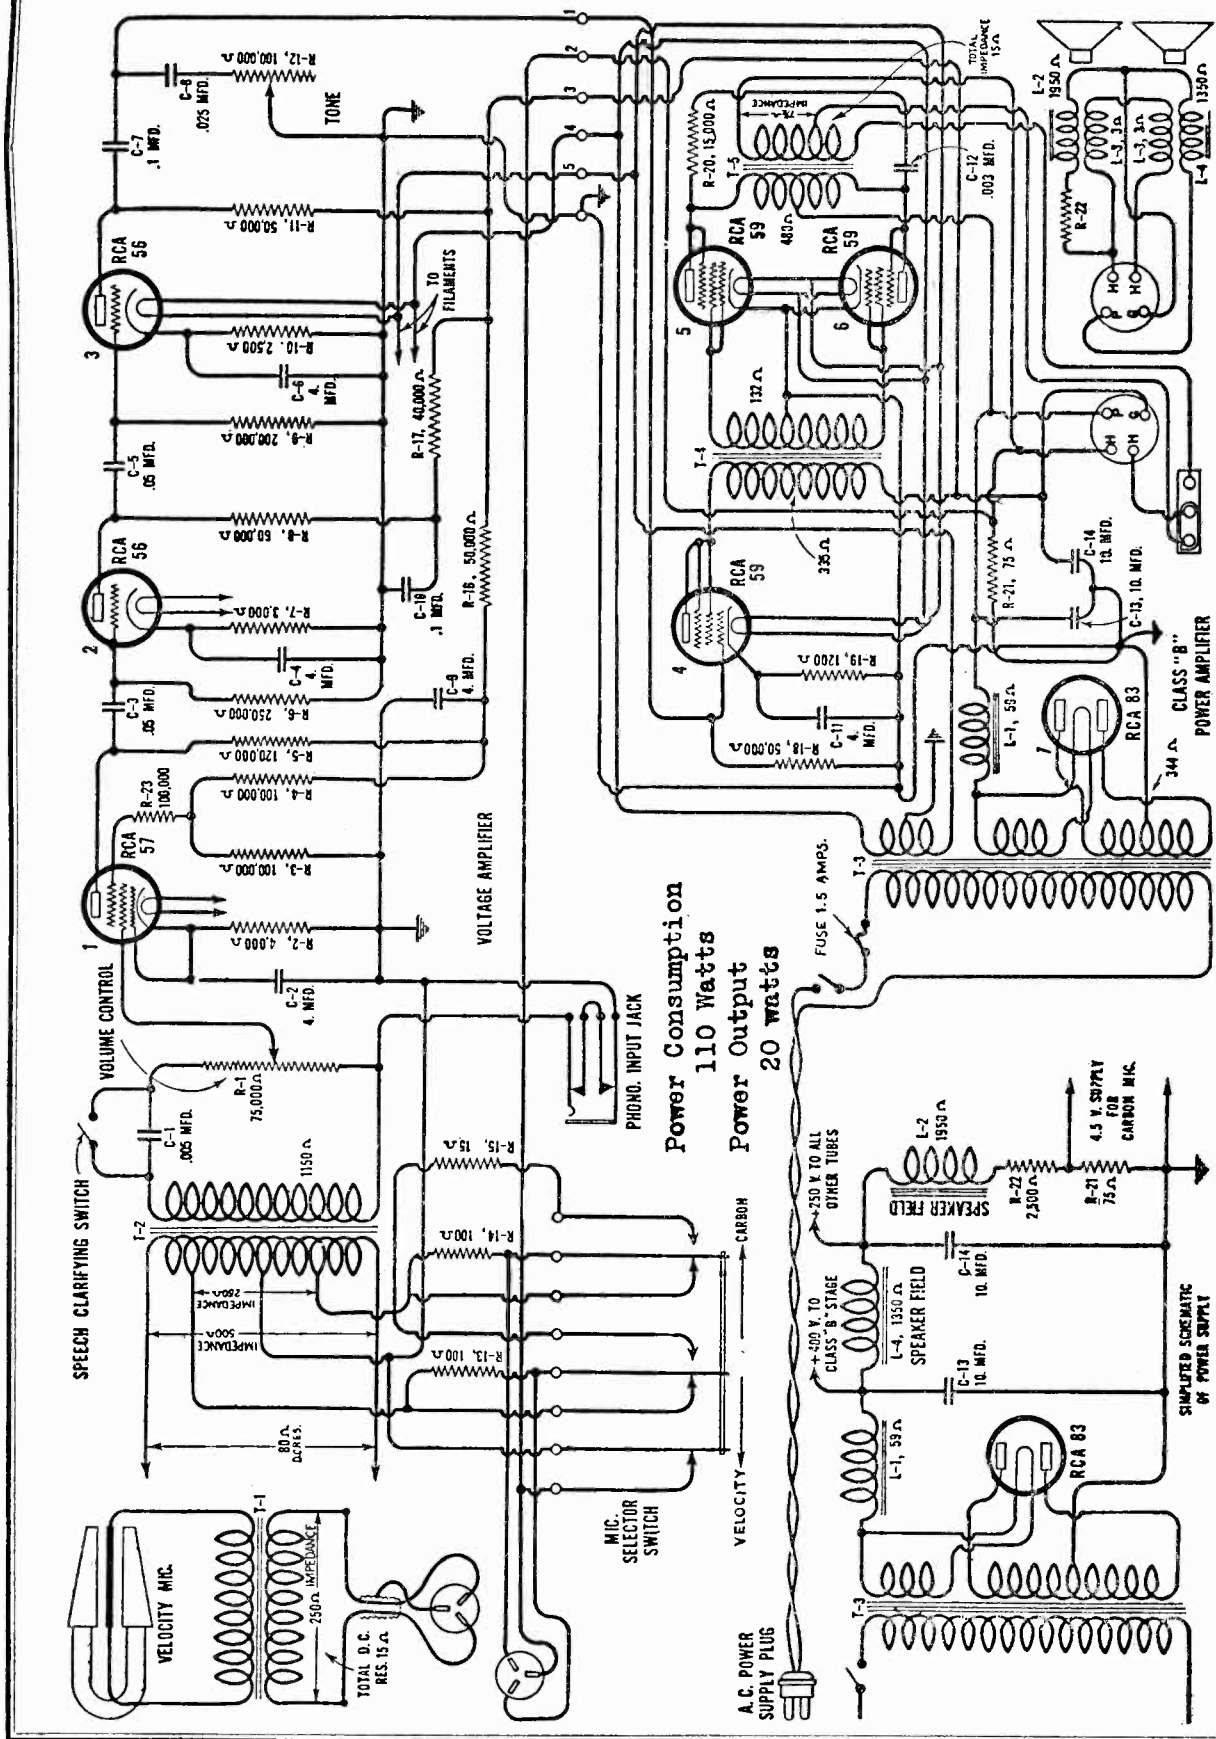 SPEECH CLARIFYING SWITCH
VOLUME CONTROL
C-1
.005 MFD.
R-1
75,000Ω
T-2
1150Ω
250Ω
IMPEDANCE
500Ω
IMPEDANCE
80Ω
D.C. RES.
VELOCITY MIC.
T-1
250Ω IMPEDANCE
TOTAL D.C.
RES. 15Ω
1
RCA
57
R-23
100,000
R-2, 4,000Ω
C-2
4. MFD.
R-3, 100,000Ω
R-4, 100,000Ω
R-5, 120,000Ω
R-6, 250,000Ω
C-3
.05 MFD.
2
RCA
56
R-7, 3,000Ω
C-4
4.
MFD.
R-8, 60,000Ω
C-5
.05 MFD.
R-9, 200,000Ω
3
RCA
56
R-10, 2,500Ω
C-6
4.
MFD.
R-11, 50,000Ω
C-7
.1 MFD.
C-8
.025 MFD.
R-12, 100,000Ω
TONE
TO
FILAMENTS
R-17, 40,000Ω
C-10
.1 MFD.
R-16, 50,000Ω
C-9
4. MFD.
VOLTAGE AMPLIFIER
1
2
3
4
5
PHONO. INPUT JACK
R-15, 15Ω
R-14, 100Ω
R-13, 100Ω
MIC.
SELECTOR
SWITCH
VELOCITY
CARBON
Power Consumption
110 Watts
Power Output
20 watts
4
RCA
59
R-18, 50,000Ω
C-11
4.
MFD.
R-19, 1200Ω
T-4
335Ω
132Ω
5
RCA
59
480Ω
6
RCA
59
R-20, 15,000Ω
T-5
IMPEDANCE
TOTAL
IMPEDANCE
15Ω
C-12
.003 MFD.
L-2
1950Ω
L-3, 3Ω
L-3, 3Ω
1350Ω
L-4
R-22
H
H
P
G
P
G
H
H
R-21, 75Ω
C-14
10. MFD.
C-13, 10. MFD.
L-1, 59Ω
7
RCA 83
344Ω
CLASS "B"
POWER AMPLIFIER
T-3
FUSE 1.5 AMPS.
A.C. POWER
SUPPLY PLUG
T-3
RCA 83
L-1, 59Ω
+400 V. TO
CLASS "B" STAGE
L-4, 1350Ω
SPEAKER FIELD
C-13
10. MFD.
+250 V. TO ALL
OTHER TUBES
C-14
10. MFD.
L-2
1950Ω
SPEAKER FIELD
R-22
2,500Ω
R-21
75Ω
4.5 V. SUPPLY
FOR
CARBON MIC.
SIMPLIFIED SCHEMATIC
OF POWER SUPPLY